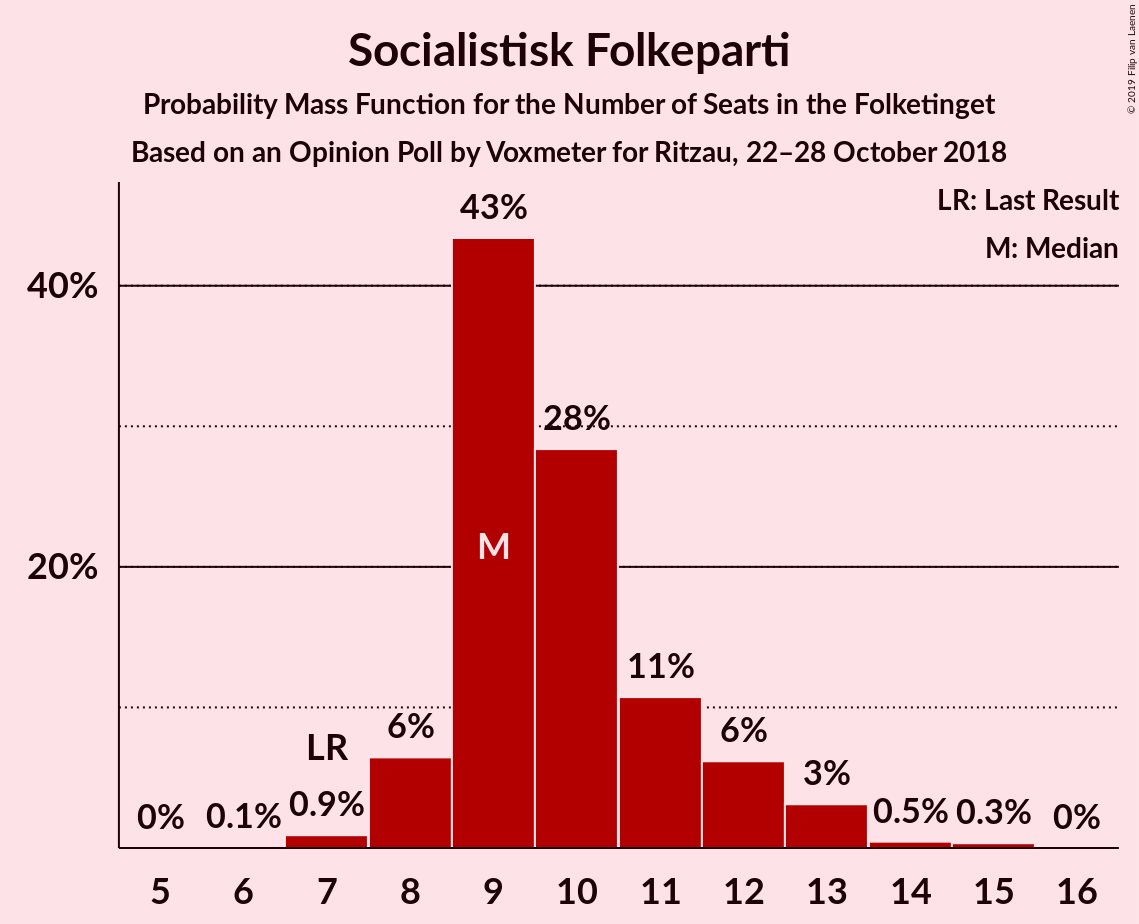 Socialistisk Folkeparti
Probability Mass Function for the Number of Seats in the Folketinget
Based on an Opinion Poll by Voxmeter for Ritzau, 22–28 October 2018
© 2019 Filip van Laenen
LR: Last Result
M: Median
43%
40%
28%
M
20%
11%
6%
6%
LR
3%
0%
0.1%
0.9%
0.5%
0.3%
0%
5 6 7 8 9 10 11 12 13 14 15 16